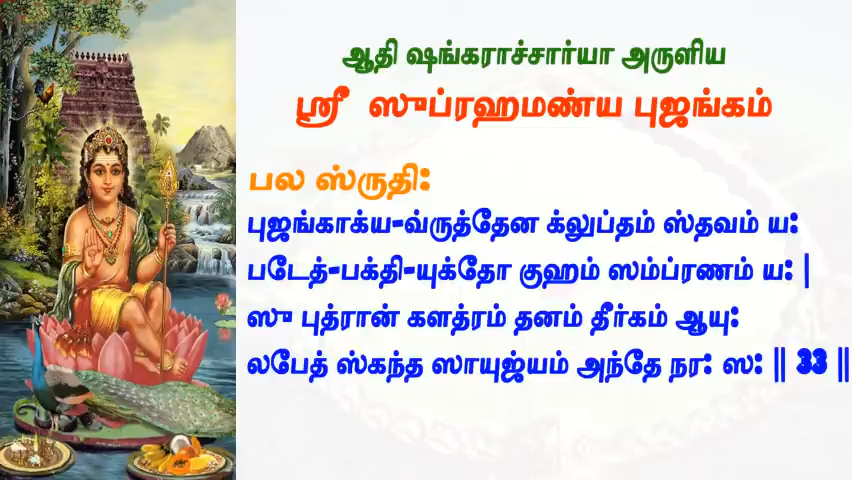 ஆதி ஷங்கராச்சார்யா அருளிய
ஸ்ரீ ஸுப்ரஹமண்ய புஜங்கம்
பல ஸ்ருதி:
புஜங்காக்ய-வ்ருத்தேன க்லுப்தம் ஸ்தவம் ய:
படேத்-பக்தி-யுக்தோ குஹம் ஸம்ப்ரணம் ய: |
ஸு புத்ரான் களத்ரம் தனம் தீர்கம் ஆயு:
லபேத் ஸ்கந்த ஸாயுஜ்யம் அந்தே நர: ஸ: || 33 ||